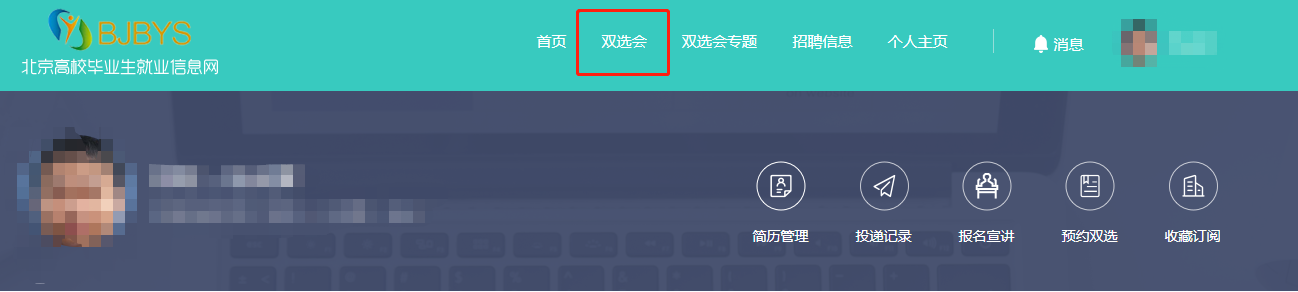 BJBYS
北京高校毕业生就业信息网
首页 双选会 双选会专题 招聘信息 个人主页 消息
简历管理 投递记录 报名宣讲 预约双选 收藏订阅